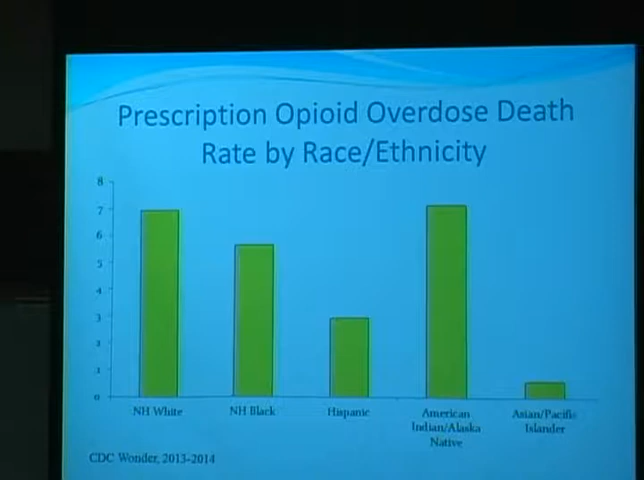 Prescription Opioid Overdose Death
Rate by Race/Ethnicity
8
7
6
5
4
3
2
1
0
NH White
NH Black
Hispanic
American
Indian/Alaska
Native
Asian/Pacific
Islander
CDC Wonder, 2013-2014